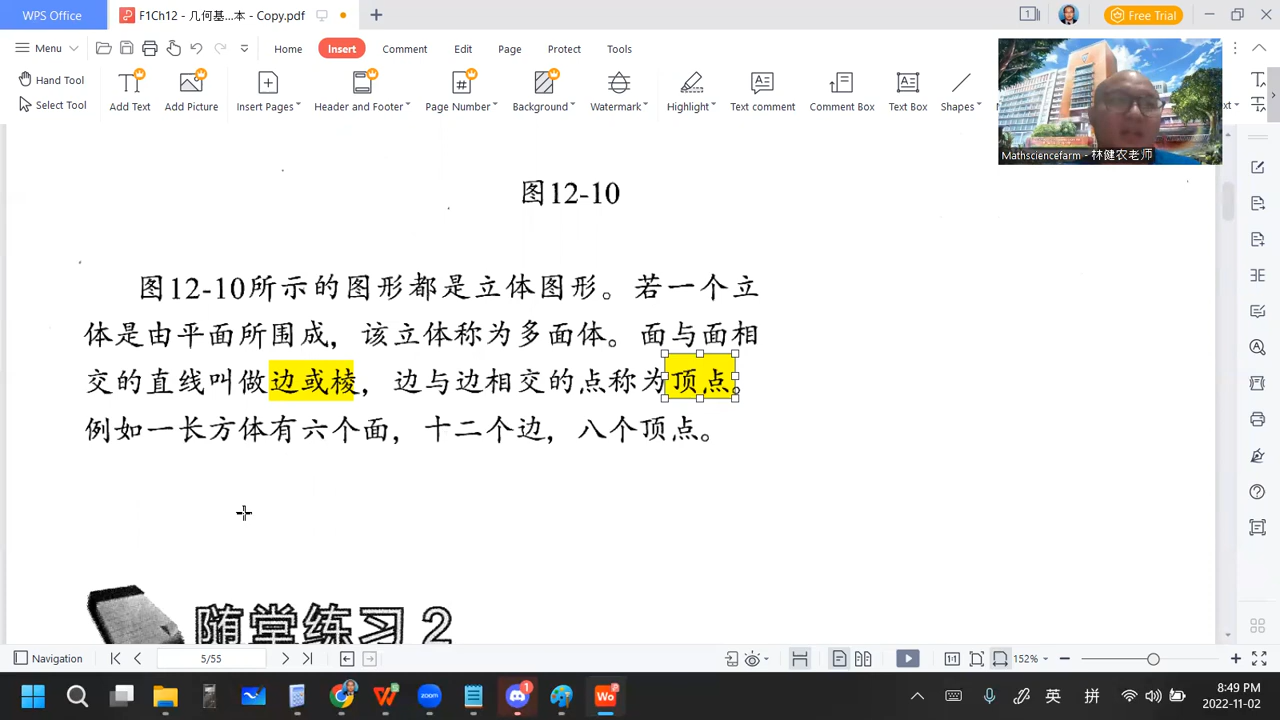 WPS Office
F1Ch12 - 几何基...本 - Copy.pdf
1
Free Trial
Menu
Home
Insert
Comment
Edit
Page
Protect
Tools
Hand Tool
Select Tool
Add Text
Add Picture
Insert Pages
Header and Footer
Page Number
Background
Watermark
Highlight
Text comment
Comment Box
Text Box
Shapes
Mathsciencefarm - 林健农老师
图12-10
图12-10所示的图形都是立体图形。若一个立
体是由平面所围成，该立体称为多面体。面与面相
交的直线叫做边或棱，边与边相交的点称为顶点。
例如一长方体有六个面，十二个边，八个顶点。
随堂练习 2
Navigation
5/55
1:1
152%
1
Wo
zoom
英
拼
8:49 PM
2022-11-02